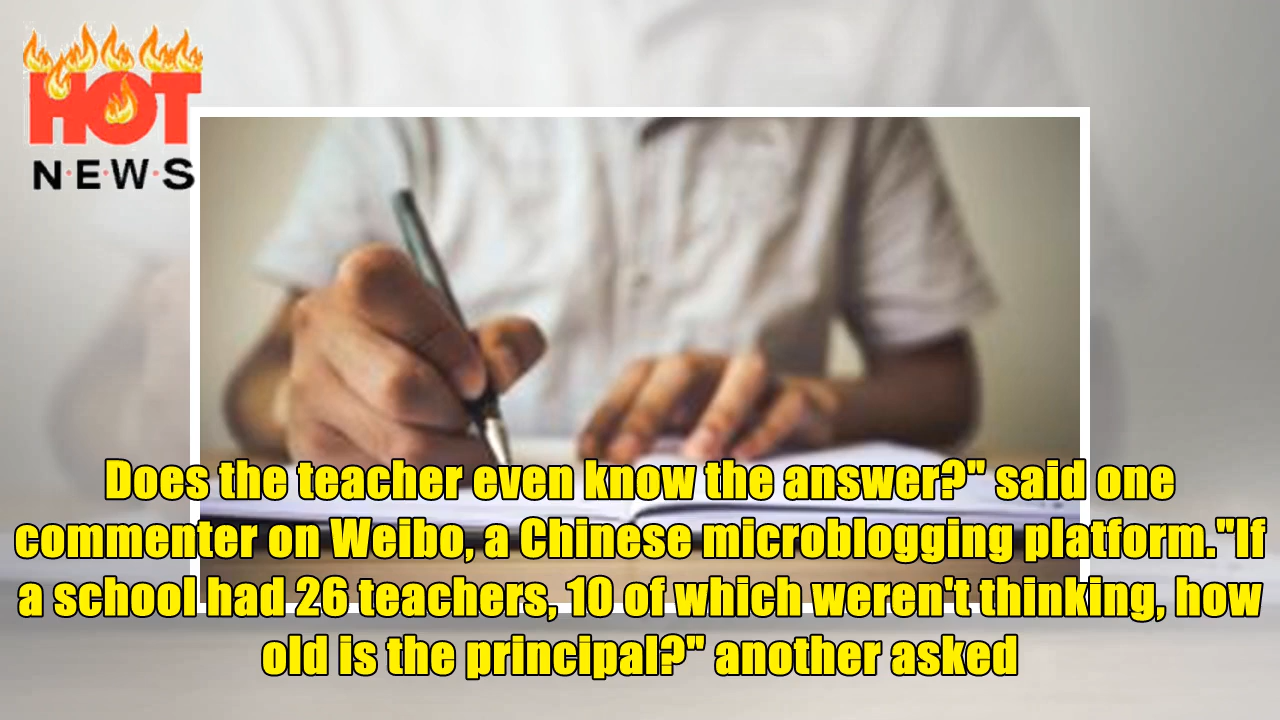 HOT
N·E·W·S
Does the teacher even know the answer?" said one
commenter on Weibo, a Chinese microblogging platform."If
a school had 26 teachers, 10 of which weren't thinking, how
old is the principal?" another asked